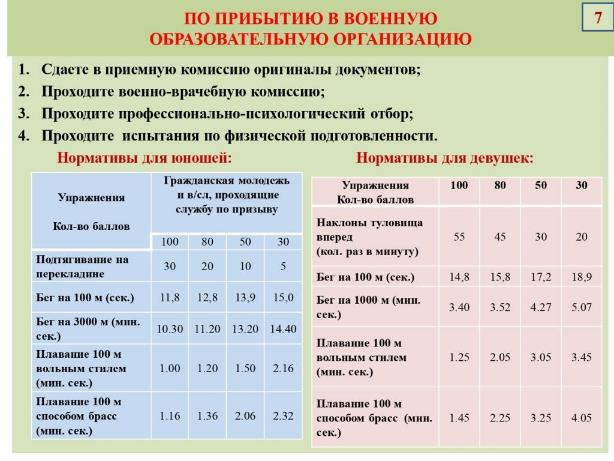 ПО ПРИБЫТИЮ В ВОЕННУЮ
ОБРАЗОВАТЕЛЬНУЮ ОРГАНИЗАЦИЮ
7
1. Сдаете в приемную комиссию оригиналы документов;
2. Проходите военно-врачебную комиссию;
3. Проходите профессионально-психологический отбор;
4. Проходите испытания по физической подготовленности.
Нормативы для юношей:
Упражнения
Кол-во баллов
Гражданская молодежь
и в/сл, проходящие
службу по призыву
100 80 50 30
Подтягивание на
перекладине
30 20 10 5
Бег на 100 м (сек.) 11,8 12,8 13,9 15,0
Бег на 3000 м (мин.
сек.)
10.30 11.20 13.20 14.40
Плавание 100 м
вольным стилем
(мин. сек.)
1.00 1.20 1.50 2.16
Плавание 100 м
способом брасс
(мин. сек.)
1.16 1.36 2.06 2.32
Нормативы для девушек:
Упражнения
Кол-во баллов
100 80 50 30
Наклоны туловища
вперед
(кол. раз в минуту)
55 45 30 20
Бег на 100 м (сек.) 14,8 15,8 17,2 18,9
Бег на 1000 м (мин.
сек.)
3.40 3.52 4.27 5.07
Плавание 100 м
вольным стилем
(мин. сек.)
1.25 2.05 3.05 3.45
Плавание 100 м
способом брасс (мин.
сек.)
1.45 2.25 3.25 4.05